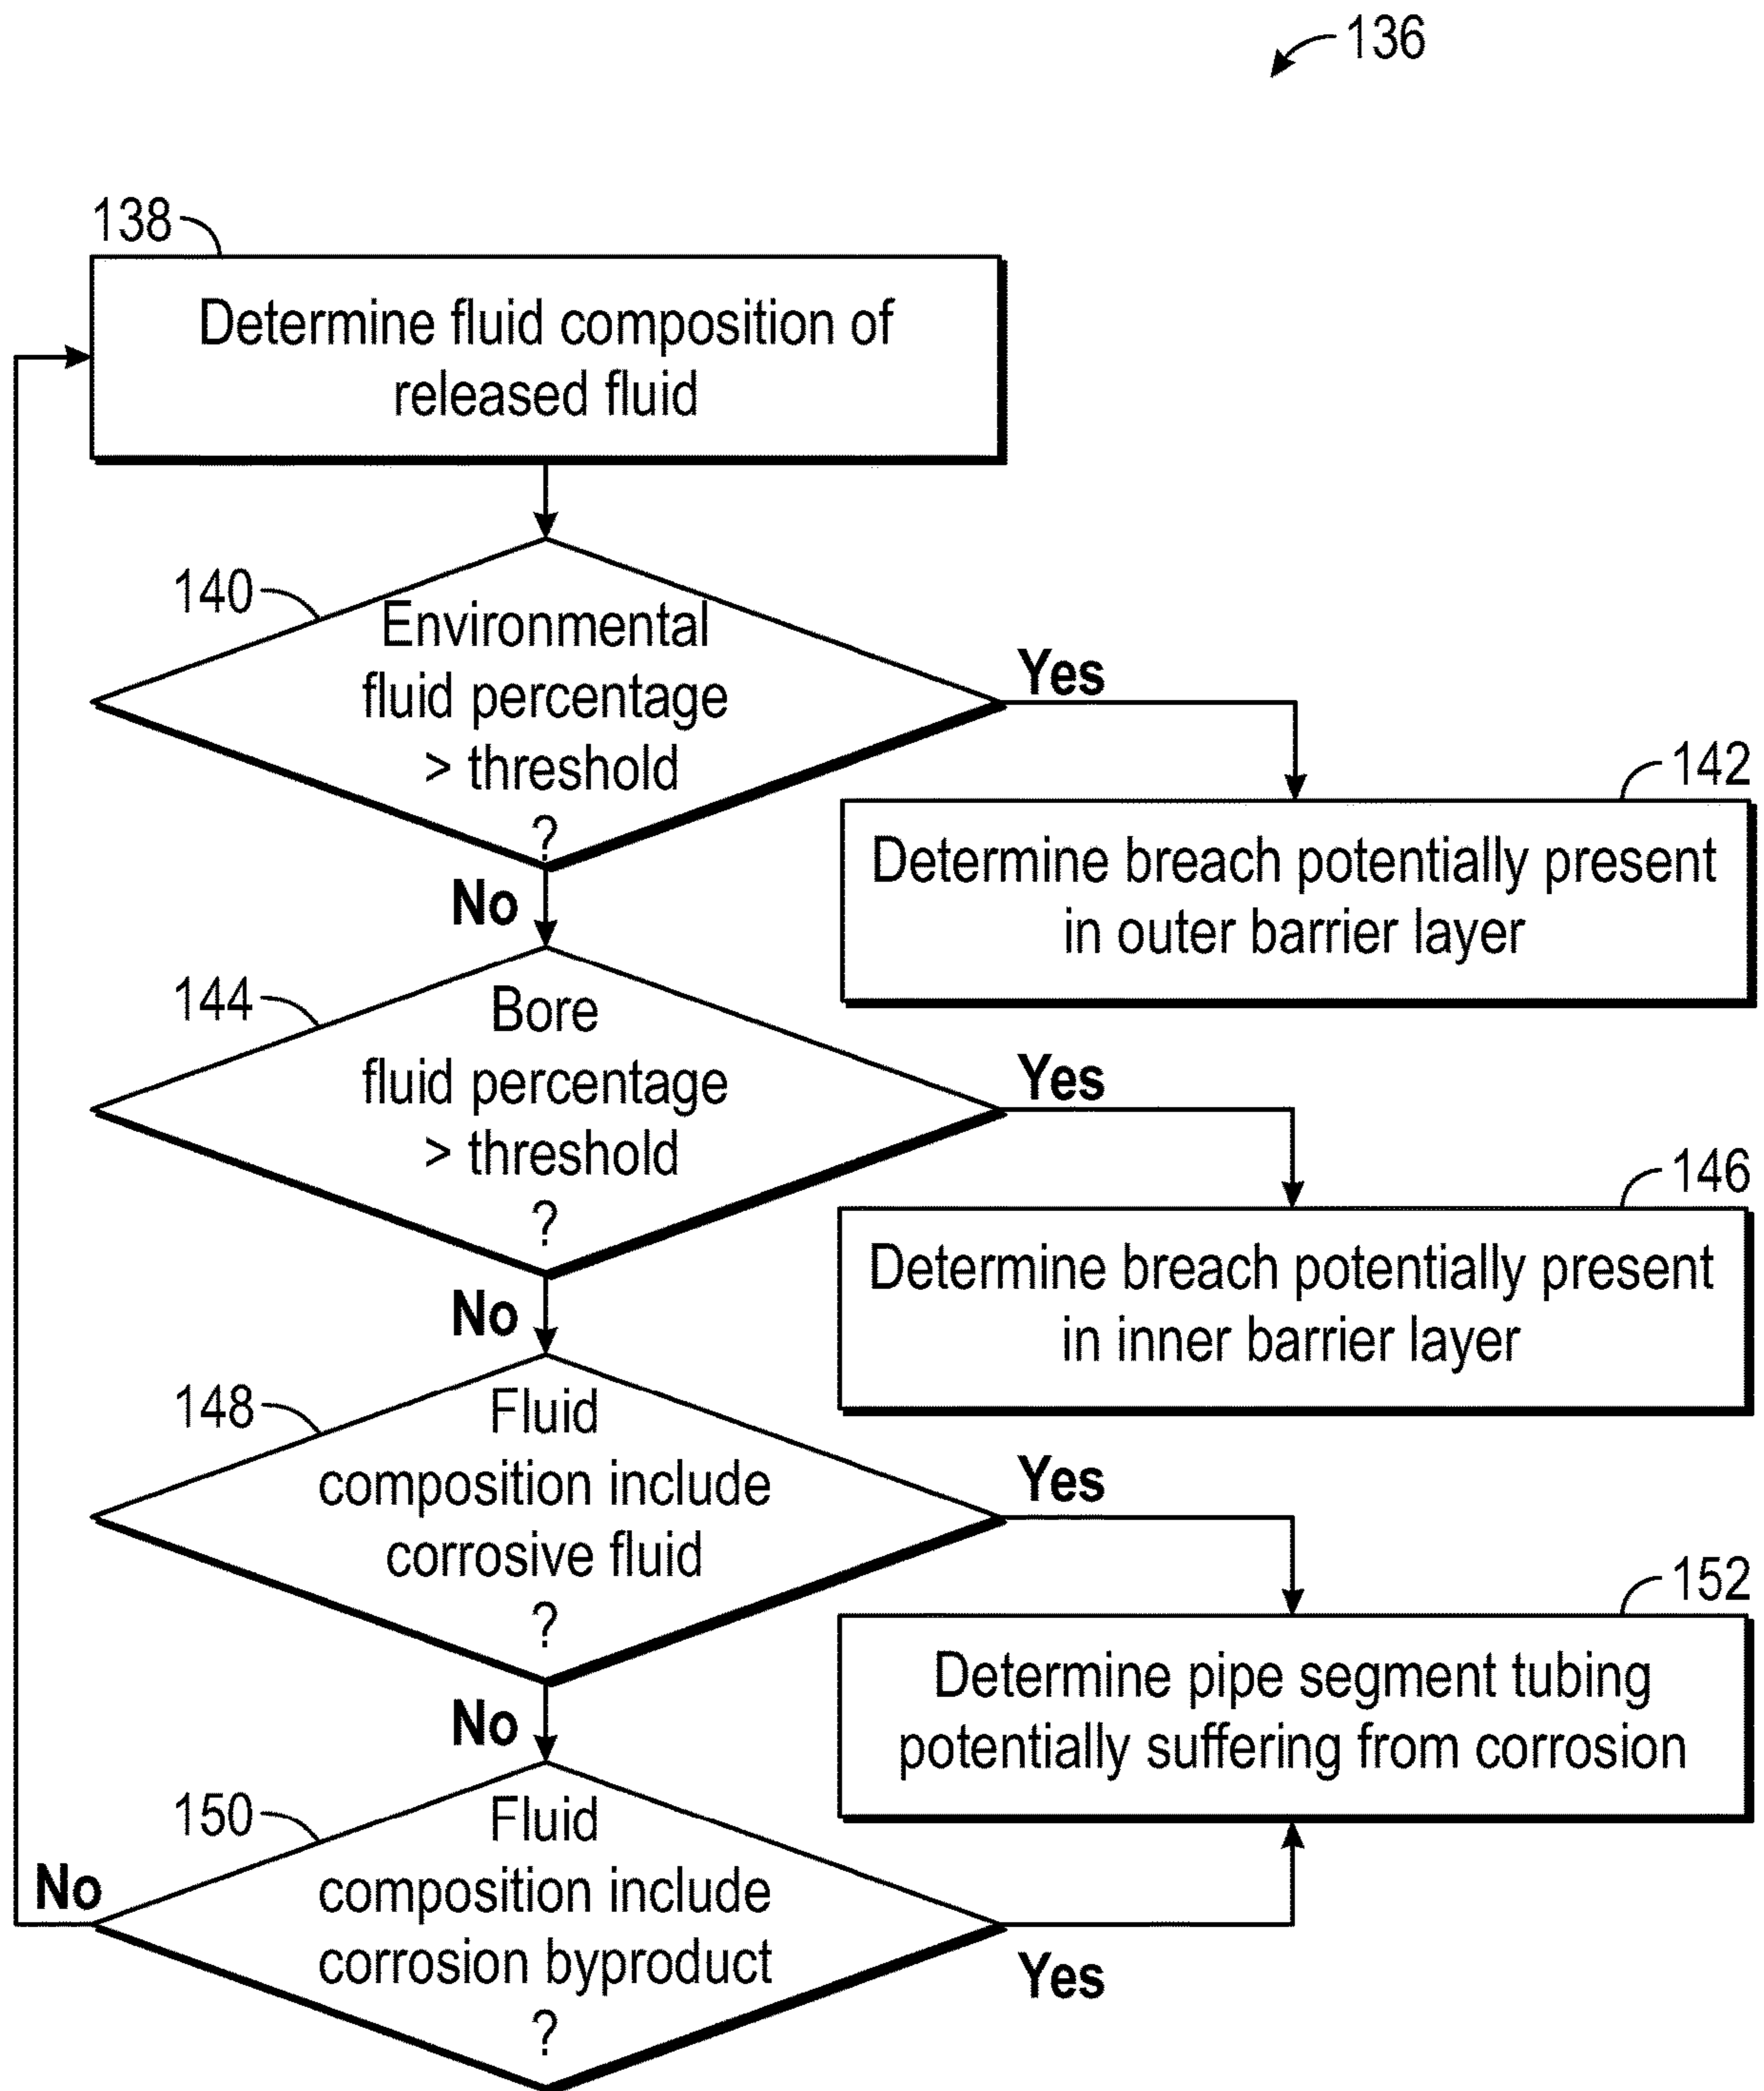 136
138
Determine fluid composition of
released fluid
140
Environmental
fluid percentage
> threshold
?
Yes
No
142
Determine breach potentially present
in outer barrier layer
144
Bore
fluid percentage
> threshold
?
Yes
No
146
Determine breach potentially present
in inner barrier layer
148
Fluid
composition include
corrosive fluid
?
Yes
No
152
Determine pipe segment tubing
potentially suffering from corrosion
150
Fluid
composition include
corrosion byproduct
?
No
Yes